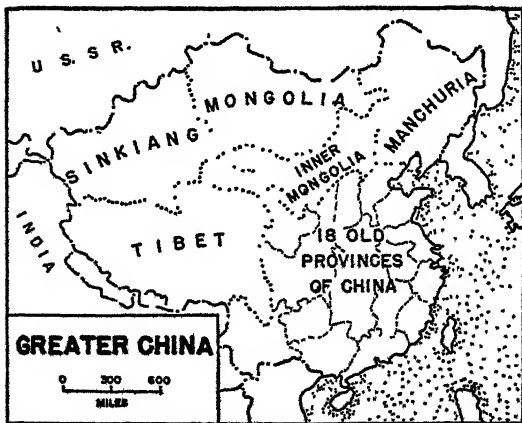 U. S. S. R.
MONGOLIA
MANCHURIA
SINKIANG
INNER
MONGOLIA
INDIA
TIBET
18 OLD
PROVINCES
OF CHINA
GREATER CHINA
0 300 600
MILES